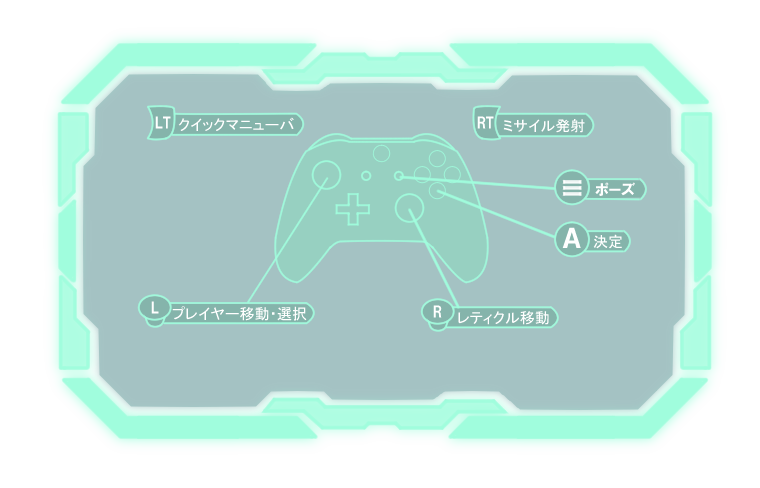 LT クイックマニューバ
RT ミサイル発射
ポーズ
A 決定
L プレイヤー移動・選択
R レティクル移動